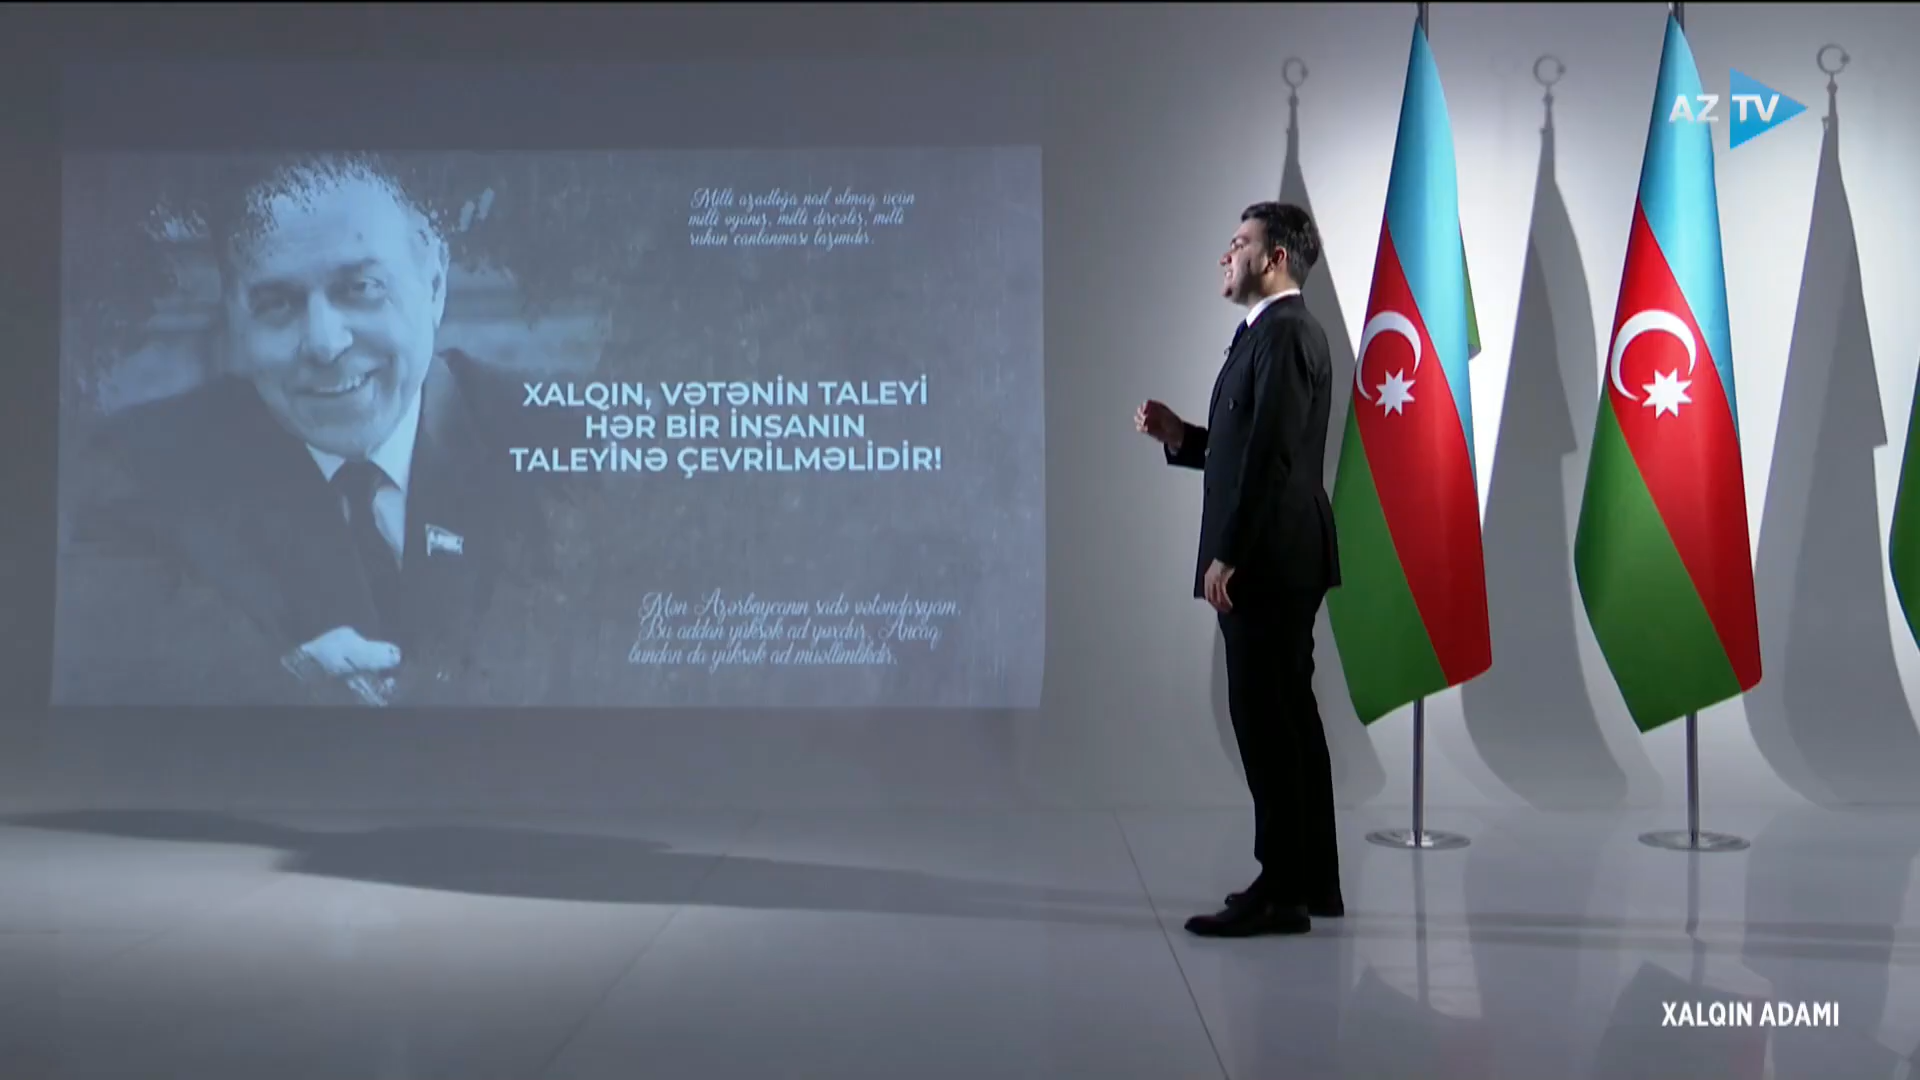 AZ TV
Milli azadlığa nail olmaq üçün
milli oyanış, milli dirçəliş, milli
ruhun canlanması lazımdır.
XALQIN, VƏTƏNİN TALEYİ
HƏR BİR İNSANIN
TALEYİNƏ ÇEVRİLMƏLİDİR!
Mən Azərbaycanın sadə vətəndaşıyam.
Bu addan yüksək ad yoxdur. Ancaq
bundan da yüksək ad müəllimlikdir.
XALQIN ADAMI